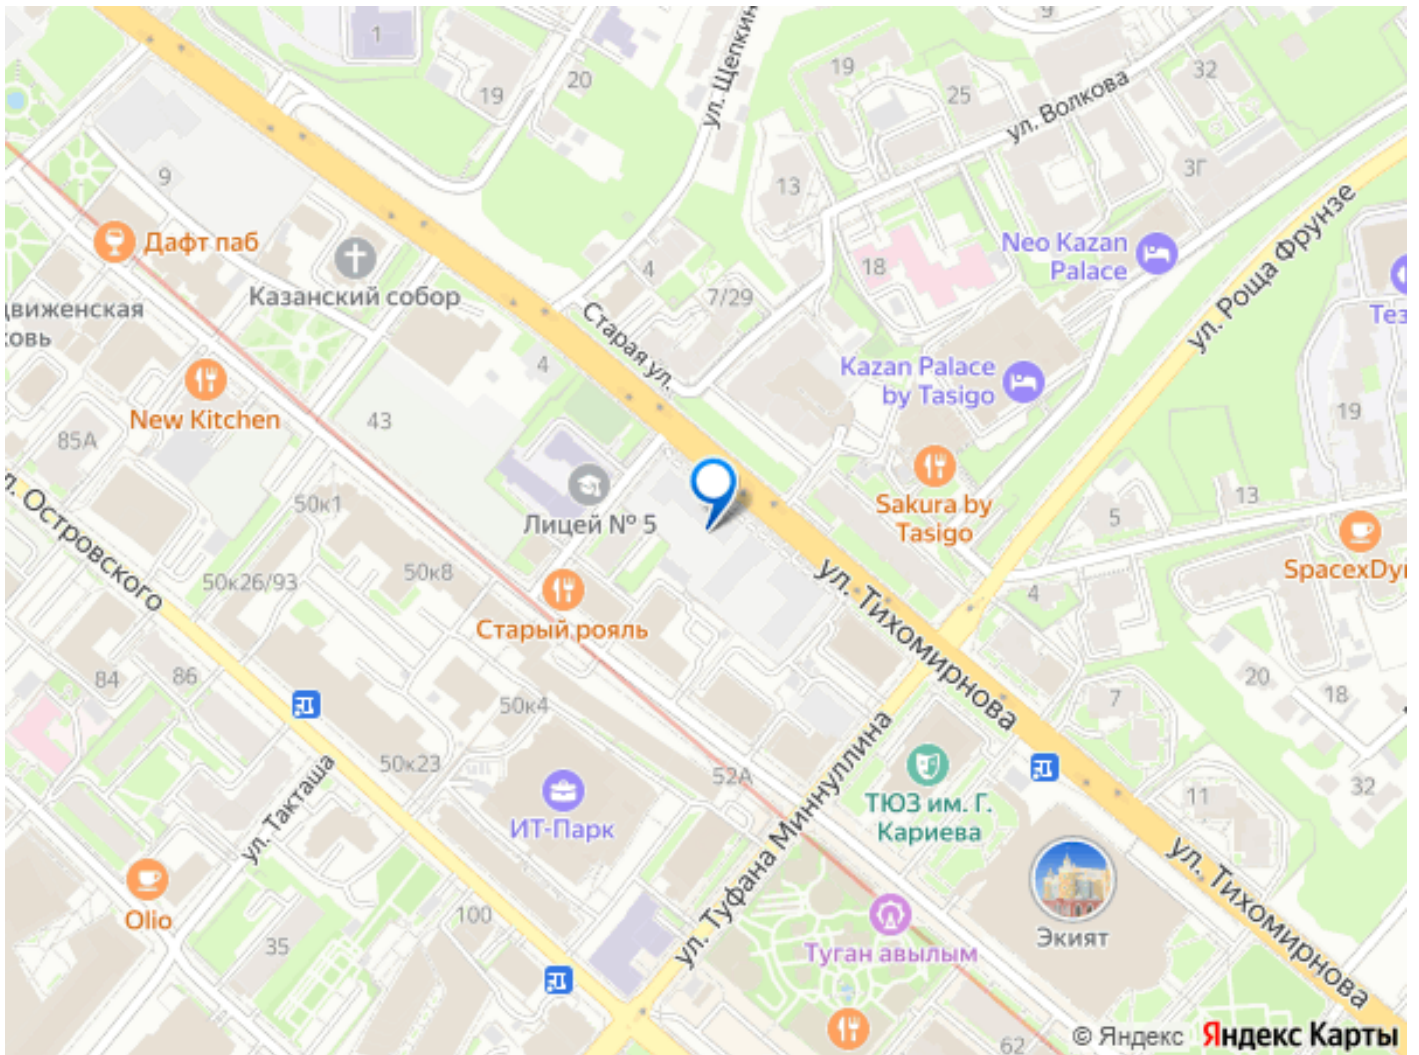 1
20
19
ул. Щепкин
19
25
32
9
ул. Волкова
9
13
3Г
Дафт паб
Казанский собор
4
7/29
18
Neo Kazan
Palace
ул. Роща Фрунзе
Тез
движенская
овь
Старая ул.
4
New Kitchen
43
85А
Kazan Palace
by Tasigo
19
Sakura by
Tasigo
13
5
SpacexDyn
Лицей № 5
50к1
л. Островского
50к26/93
50к8
Старый рояль
ул. Тихомирнова
4
84
86
50к4
20
18
7
50к23
52А
ИТ-Парк
ул. Такташа
ул. Туфана Миннуллина
ТЮЗ им. Г.
Кариева
11
32
ул. Тихомирнова
Olio
100
35
Туган авылым
Экият
62
© Яндекс Яндекс Карты